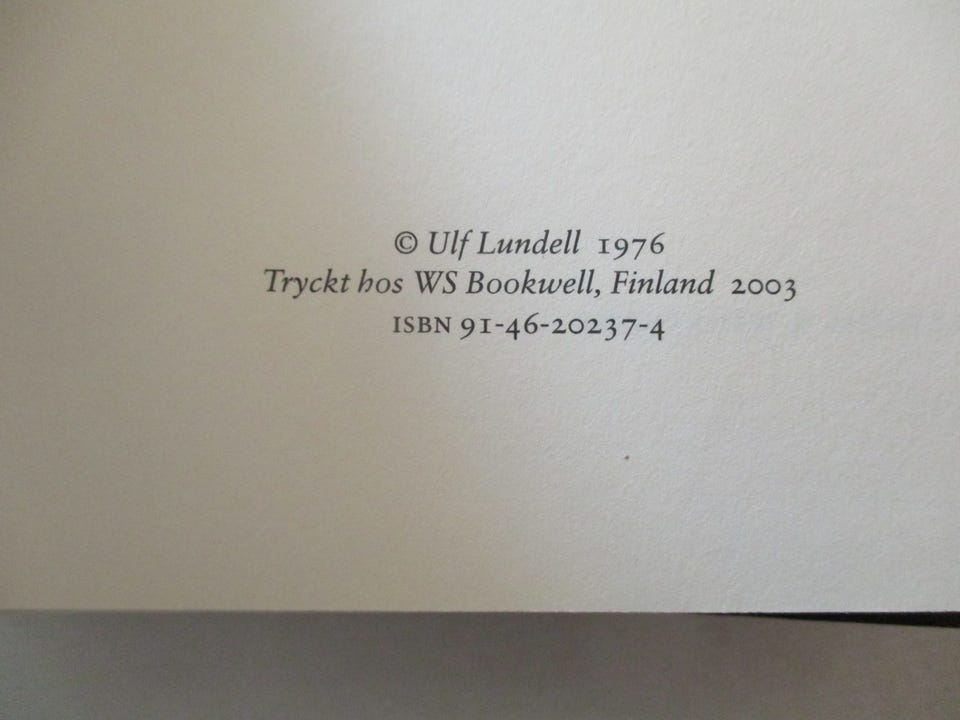 © Ulf Lundell 1976
Tryckt hos WS Bookwell, Finland 2003
ISBN 91-46-20237-4